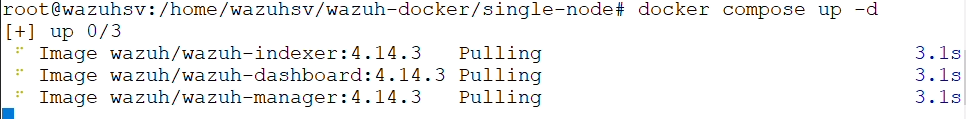 root@wazuhsv:/home/wazuhsv/wazuh-docker/single-node# docker compose up -d
[+] up 0/3
⠋ Image wazuh/wazuh-indexer:4.14.3 Pulling 3.1s
⠋ Image wazuh/wazuh-dashboard:4.14.3 Pulling 3.1s
⠋ Image wazuh/wazuh-manager:4.14.3 Pulling 3.1s